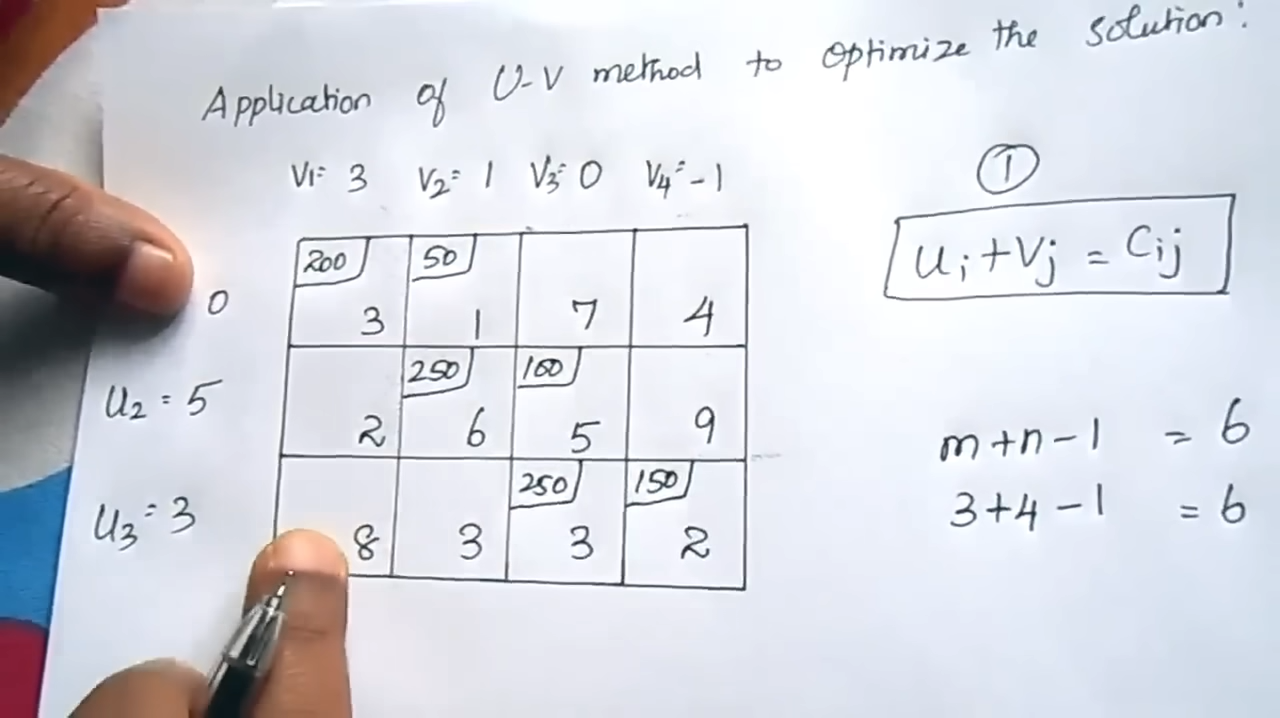 Application of U-V method to optimize the solution:
V1= 3 V2= 1 V3= 0 V4= -1
①
Ui+Vj = Cij
200 50
0 3 1 7 4
250 100
U2 = 5 2 6 5 9
m+n-1 = 6
250 150
3+4-1 = 6
U3 = 3 8 3 3 2